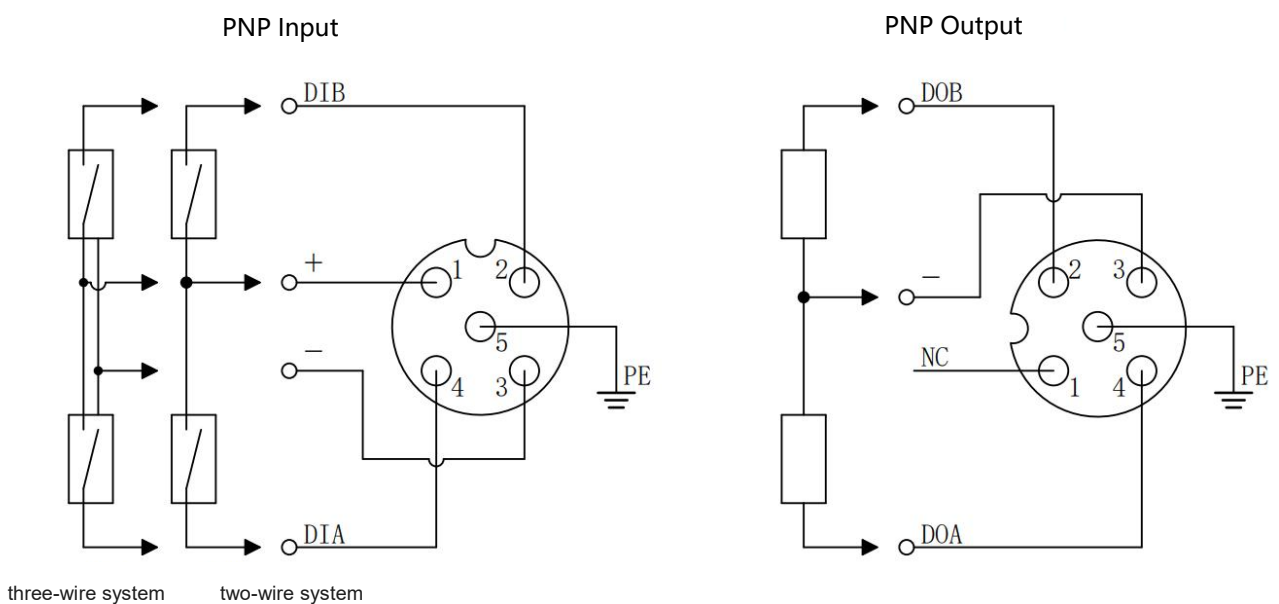 PNP Input
PNP Output
DIB
DOB
+
1
2
2
3
−
5
5
−
NC
PE
PE
4
3
1
4
DIA
DOA
three-wire system
two-wire system